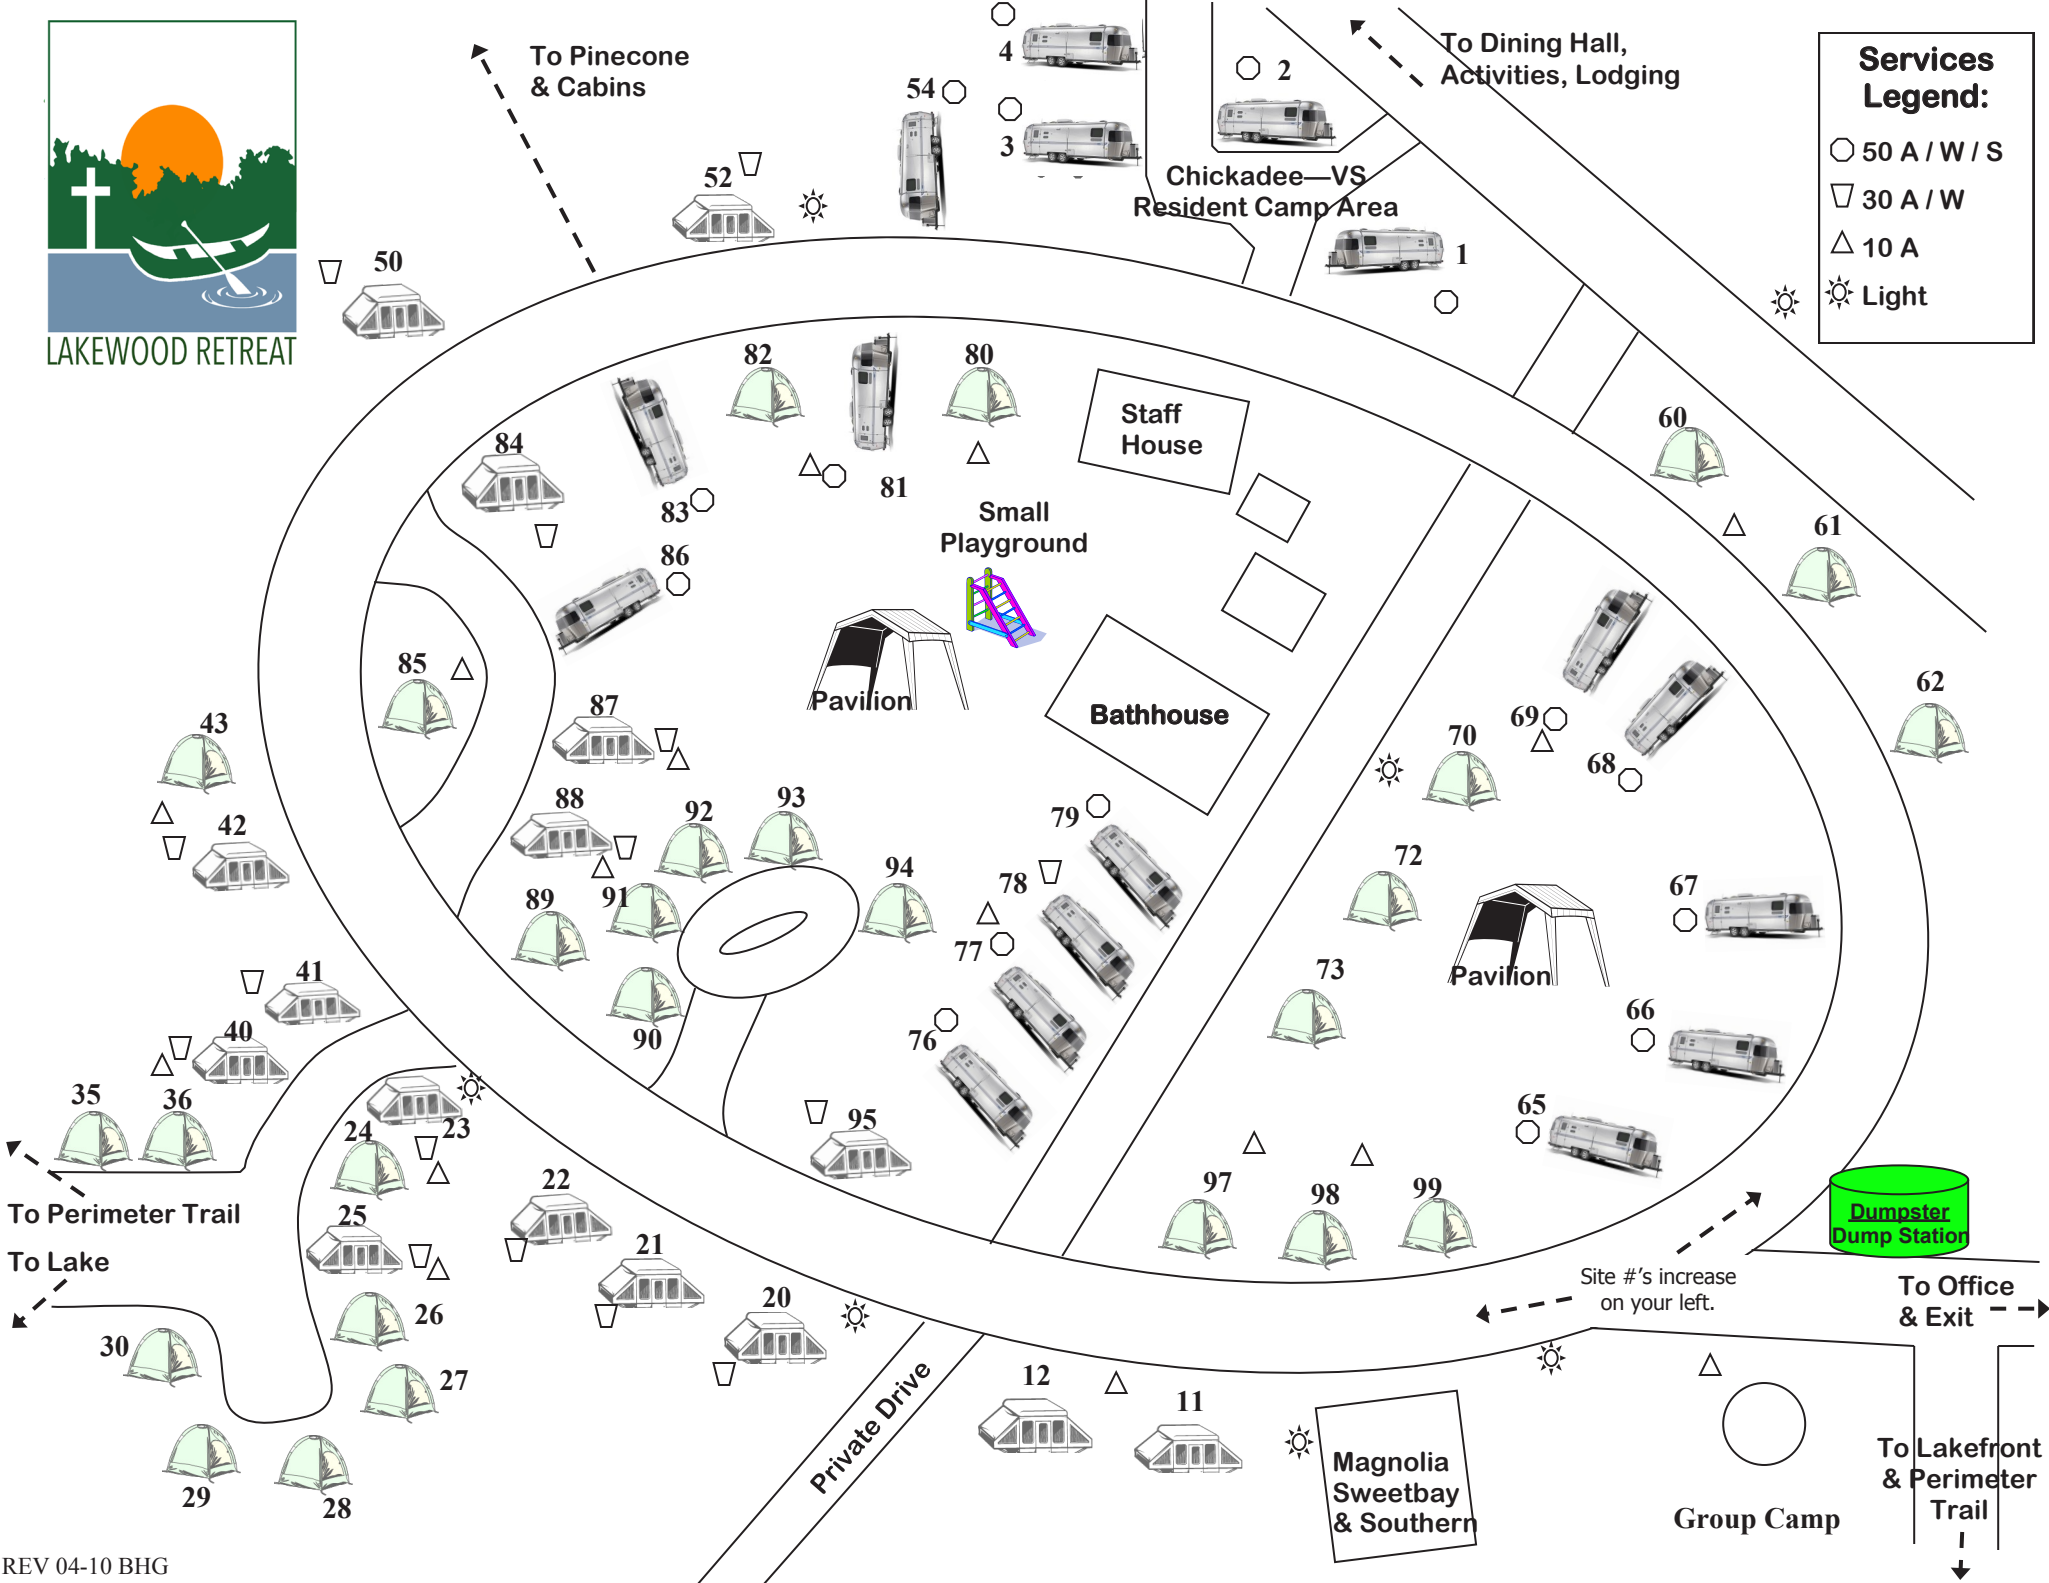 LAKEWOOD RETREAT
To Pinecone
& Cabins
4
3
54
2
To Dining Hall,
Activities, Lodging
Services
Legend:
50 A / W / S
30 A / W
10 A
Light
52
Chickadee—VS
Resident Camp Area
50
1
82
80
84
83
81
Staff
House
60
61
86
Small
Playground
85
Pavilion
Bathhouse
62
43
87
70
69
68
42
88
92
93
79
72
67
89
91
94
78
77
73
Pavilion
41
40
90
76
66
35
36
24
23
95
65
To Perimeter Trail
25
22
97
98
99
Dumpster
Dump Station
To Lake
21
Site #'s increase
on your left.
To Office
& Exit
30
26
20
27
Private Drive
12
11
Magnolia
Sweetbay
& Southern
To Lakefront
& Perimeter
Trail
29
28
Group Camp
REV 04-10 BHG